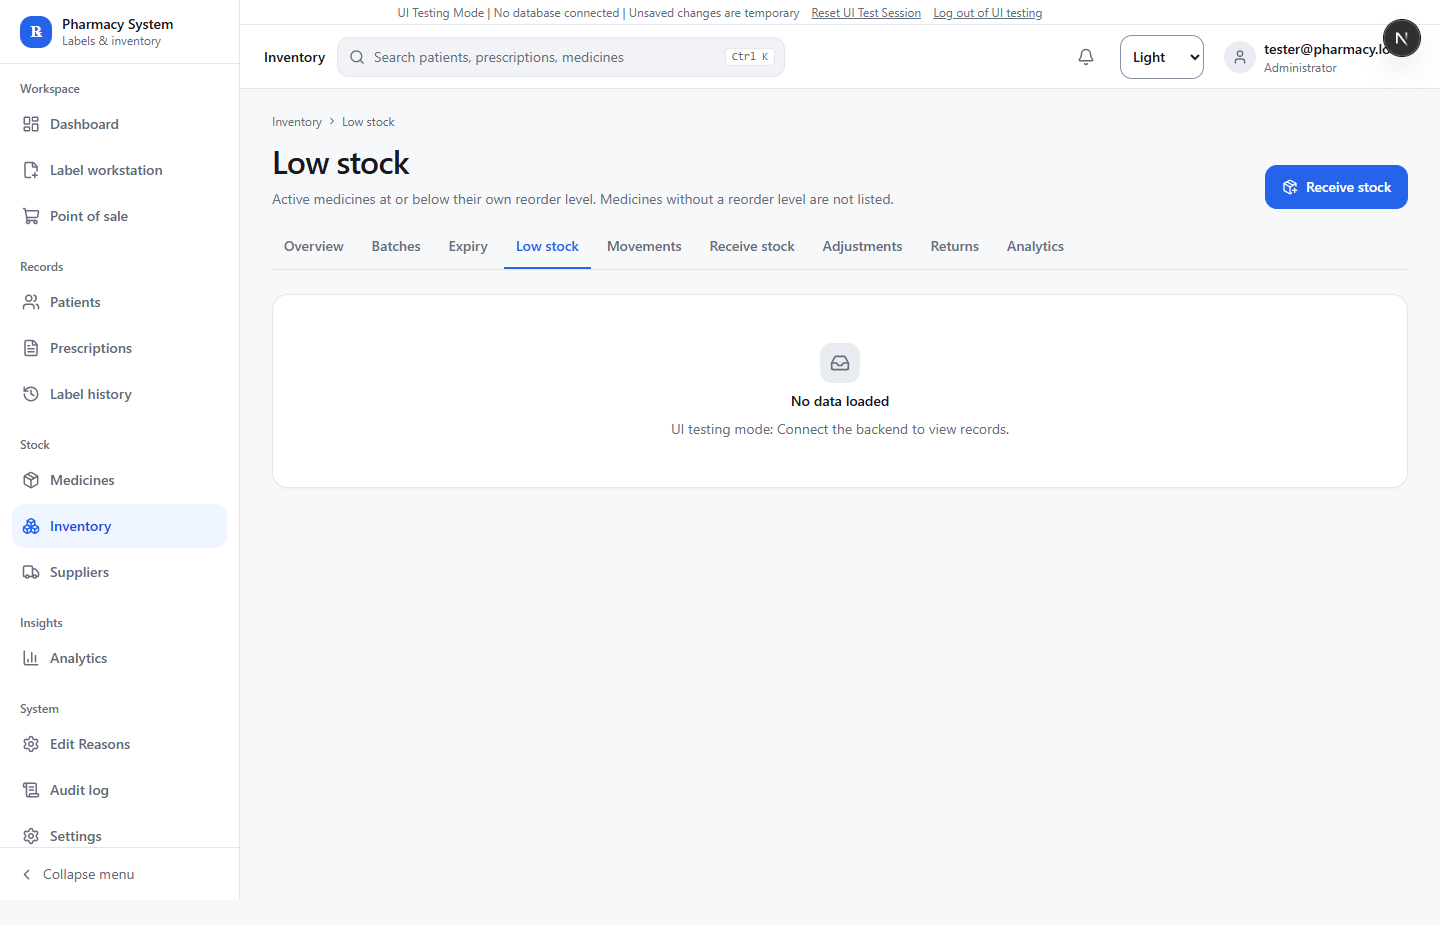 Pharmacy System
Labels & inventory
Workspace
Dashboard
Label workstation
Point of sale
Records
Patients
Prescriptions
Label history
Stock
Medicines
Inventory
Suppliers
Insights
Analytics
System
Edit Reasons
Audit log
Settings
Collapse menu
UI Testing Mode | No database connected | Unsaved changes are temporary Reset UI Test Session Log out of UI testing
Inventory
Search patients, prescriptions, medicines
Ctrl K
Light
tester@pharmacy.lo
Administrator
N
Inventory > Low stock
Low stock
Active medicines at or below their own reorder level. Medicines without a reorder level are not listed.
Receive stock
Overview Batches Expiry Low stock Movements Receive stock Adjustments Returns Analytics
No data loaded
UI testing mode: Connect the backend to view records.